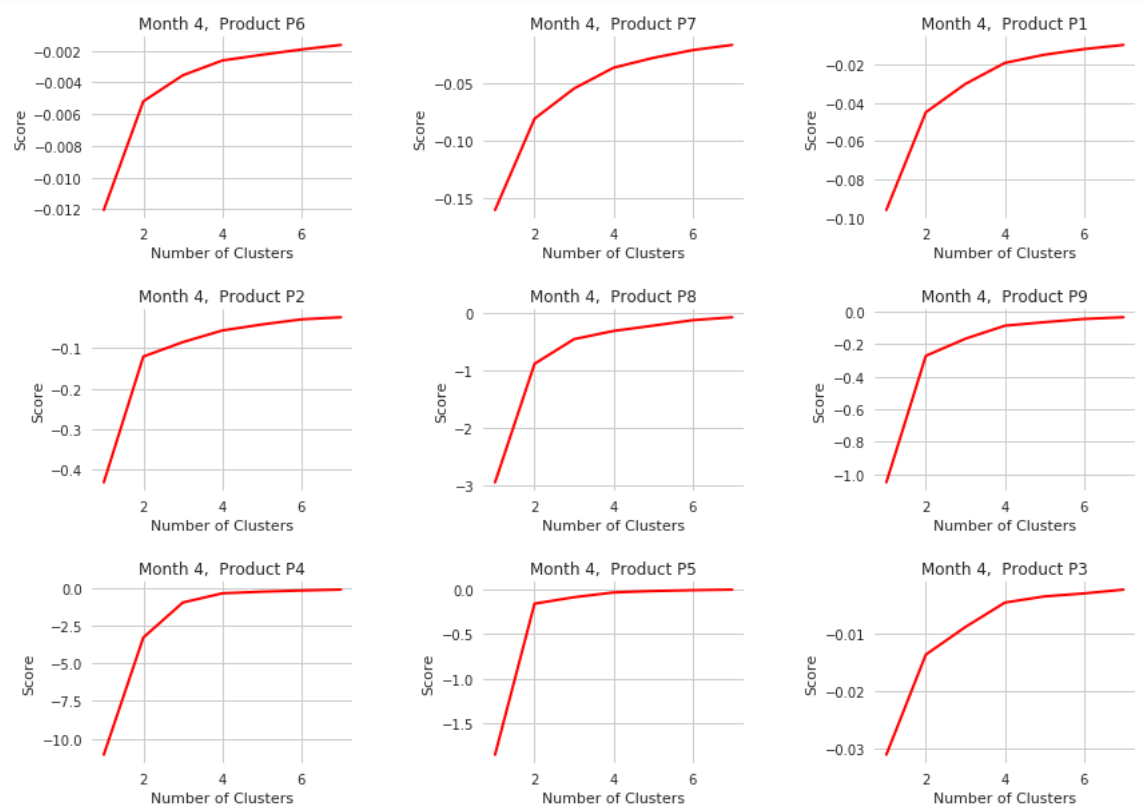 Month 4,  Product P6
Month 4,  Product P7
Month 4,  Product P1
−0.002
−0.004
−0.006
−0.008
−0.010
−0.012
Score
2 4 6
Number of Clusters
−0.05
−0.10
−0.15
Score
2 4 6
Number of Clusters
−0.02
−0.04
−0.06
−0.08
−0.10
Score
2 4 6
Number of Clusters
Month 4,  Product P2
Month 4,  Product P8
Month 4,  Product P9
−0.1
−0.2
−0.3
−0.4
Score
2 4 6
Number of Clusters
0
−1
−2
−3
Score
2 4 6
Number of Clusters
0.0
−0.2
−0.4
−0.6
−0.8
−1.0
Score
2 4 6
Number of Clusters
Month 4,  Product P4
Month 4,  Product P5
Month 4,  Product P3
0.0
−2.5
−5.0
−7.5
−10.0
Score
2 4 6
Number of Clusters
0.0
−0.5
−1.0
−1.5
Score
2 4 6
Number of Clusters
−0.01
−0.02
−0.03
Score
2 4 6
Number of Clusters